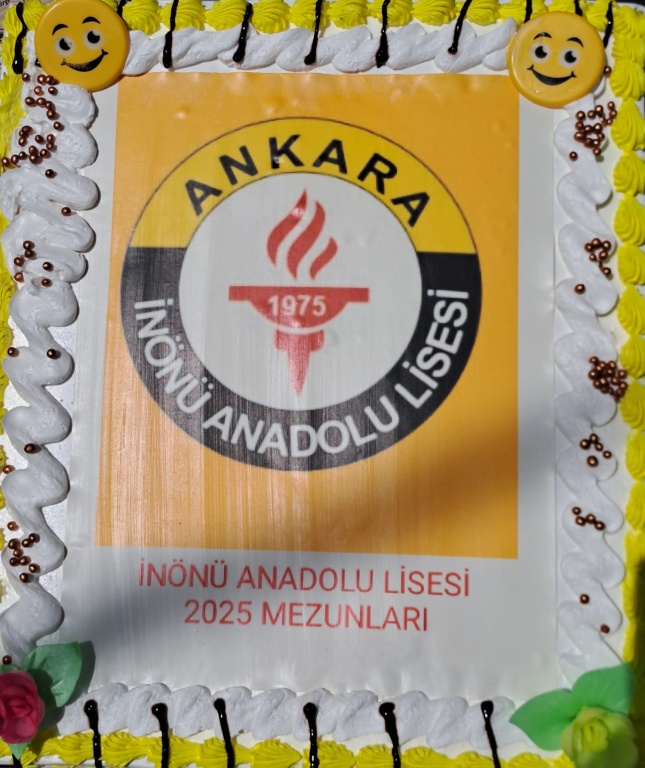 ANKARA
1975
İNÖNÜ ANADOLU LİSESİ
İNÖNÜ ANADOLU LİSESİ
2025 MEZUNLARI